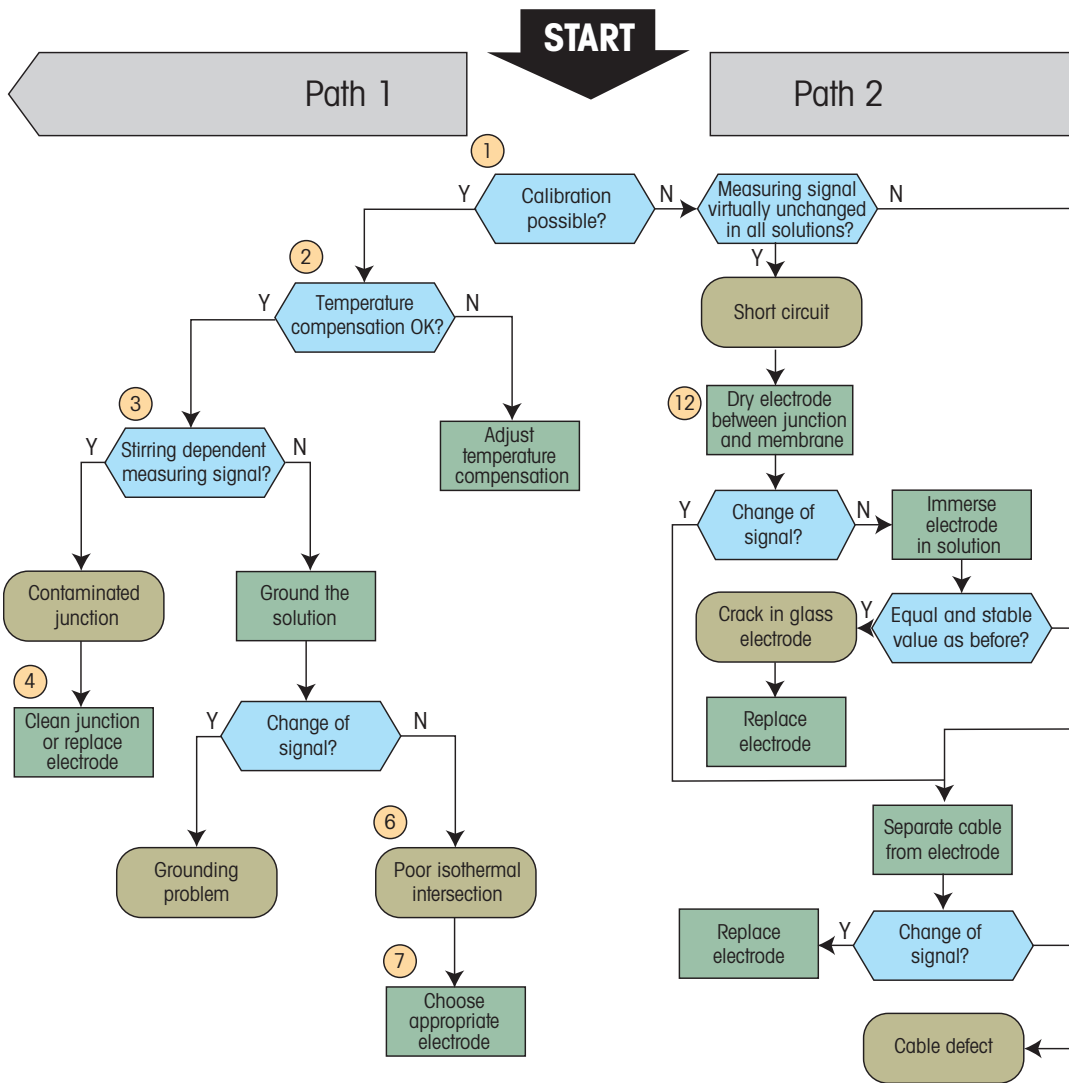 START
Path 1
Path 2
1
Y
Calibration
possible?
N
Measuring signal
virtually unchanged
in all solutions?
N
Y
2
Y
Temperature
compensation OK?
N
Short circuit
3
Y
Stirring dependent
measuring signal?
N
Adjust
temperature
compensation
12
Dry electrode
between junction
and membrane
Y
Change of
signal?
N
Immerse
electrode
in solution
Contaminated
junction
Ground the
solution
Crack in glass
electrode
Y
Equal and stable
value as before?
4
Clean junction
or replace
electrode
Y
Change of
signal?
N
Replace
electrode
6
Grounding
problem
Poor isothermal
intersection
Separate cable
from electrode
7
Choose
appropriate
electrode
Replace
electrode
Y
Change of
signal?
Cable defect